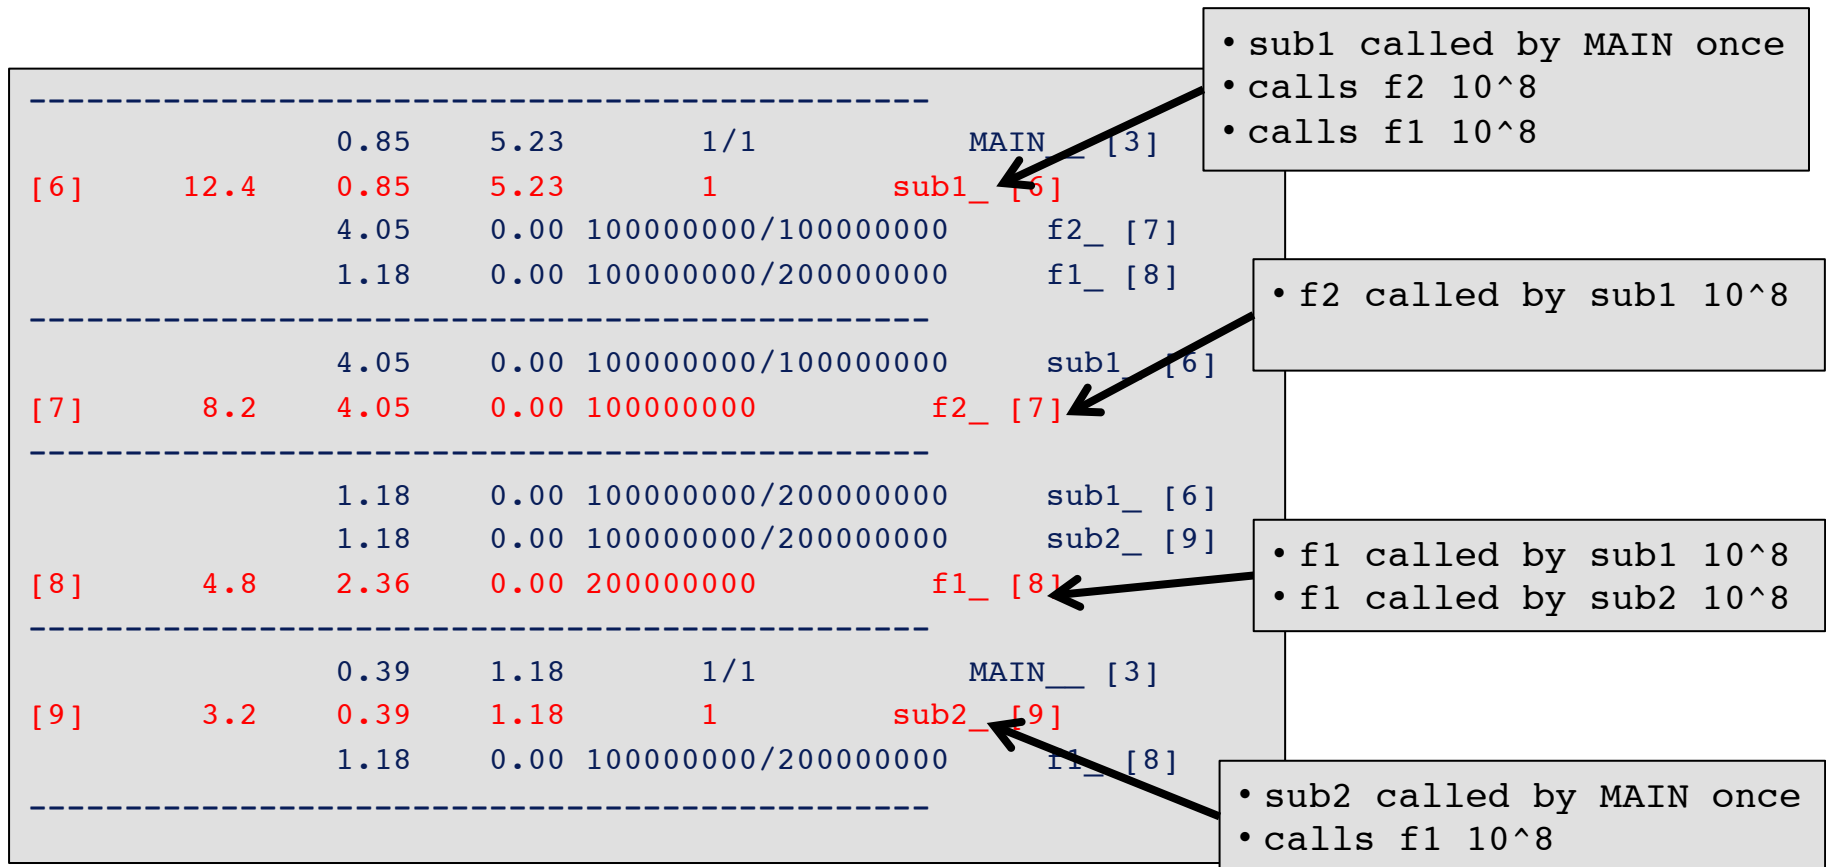 • sub1 called by MAIN once
• calls f2 10^8
• calls f1 10^8
-----------------------------------------------
                0.85    5.23       1/1           MAIN__ [3]
[6]     12.4    0.85    5.23       1         sub1_ [6]
                4.05    0.00 100000000/100000000     f2_ [7]
                1.18    0.00 100000000/200000000     f1_ [8]
-----------------------------------------------
                4.05    0.00 100000000/100000000     sub1_ [6]
[7]      8.2    4.05    0.00 100000000         f2_ [7]
-----------------------------------------------
                1.18    0.00 100000000/200000000     sub1_ [6]
                1.18    0.00 100000000/200000000     sub2_ [9]
[8]      4.8    2.36    0.00 200000000         f1_ [8]
-----------------------------------------------
                0.39    1.18       1/1           MAIN__ [3]
[9]      3.2    0.39    1.18       1         sub2_ [9]
                1.18    0.00 100000000/200000000     f1_ [8]
-----------------------------------------------
• f2 called by sub1 10^8
• f1 called by sub1 10^8
• f1 called by sub2 10^8
• sub2 called by MAIN once
• calls f1 10^8